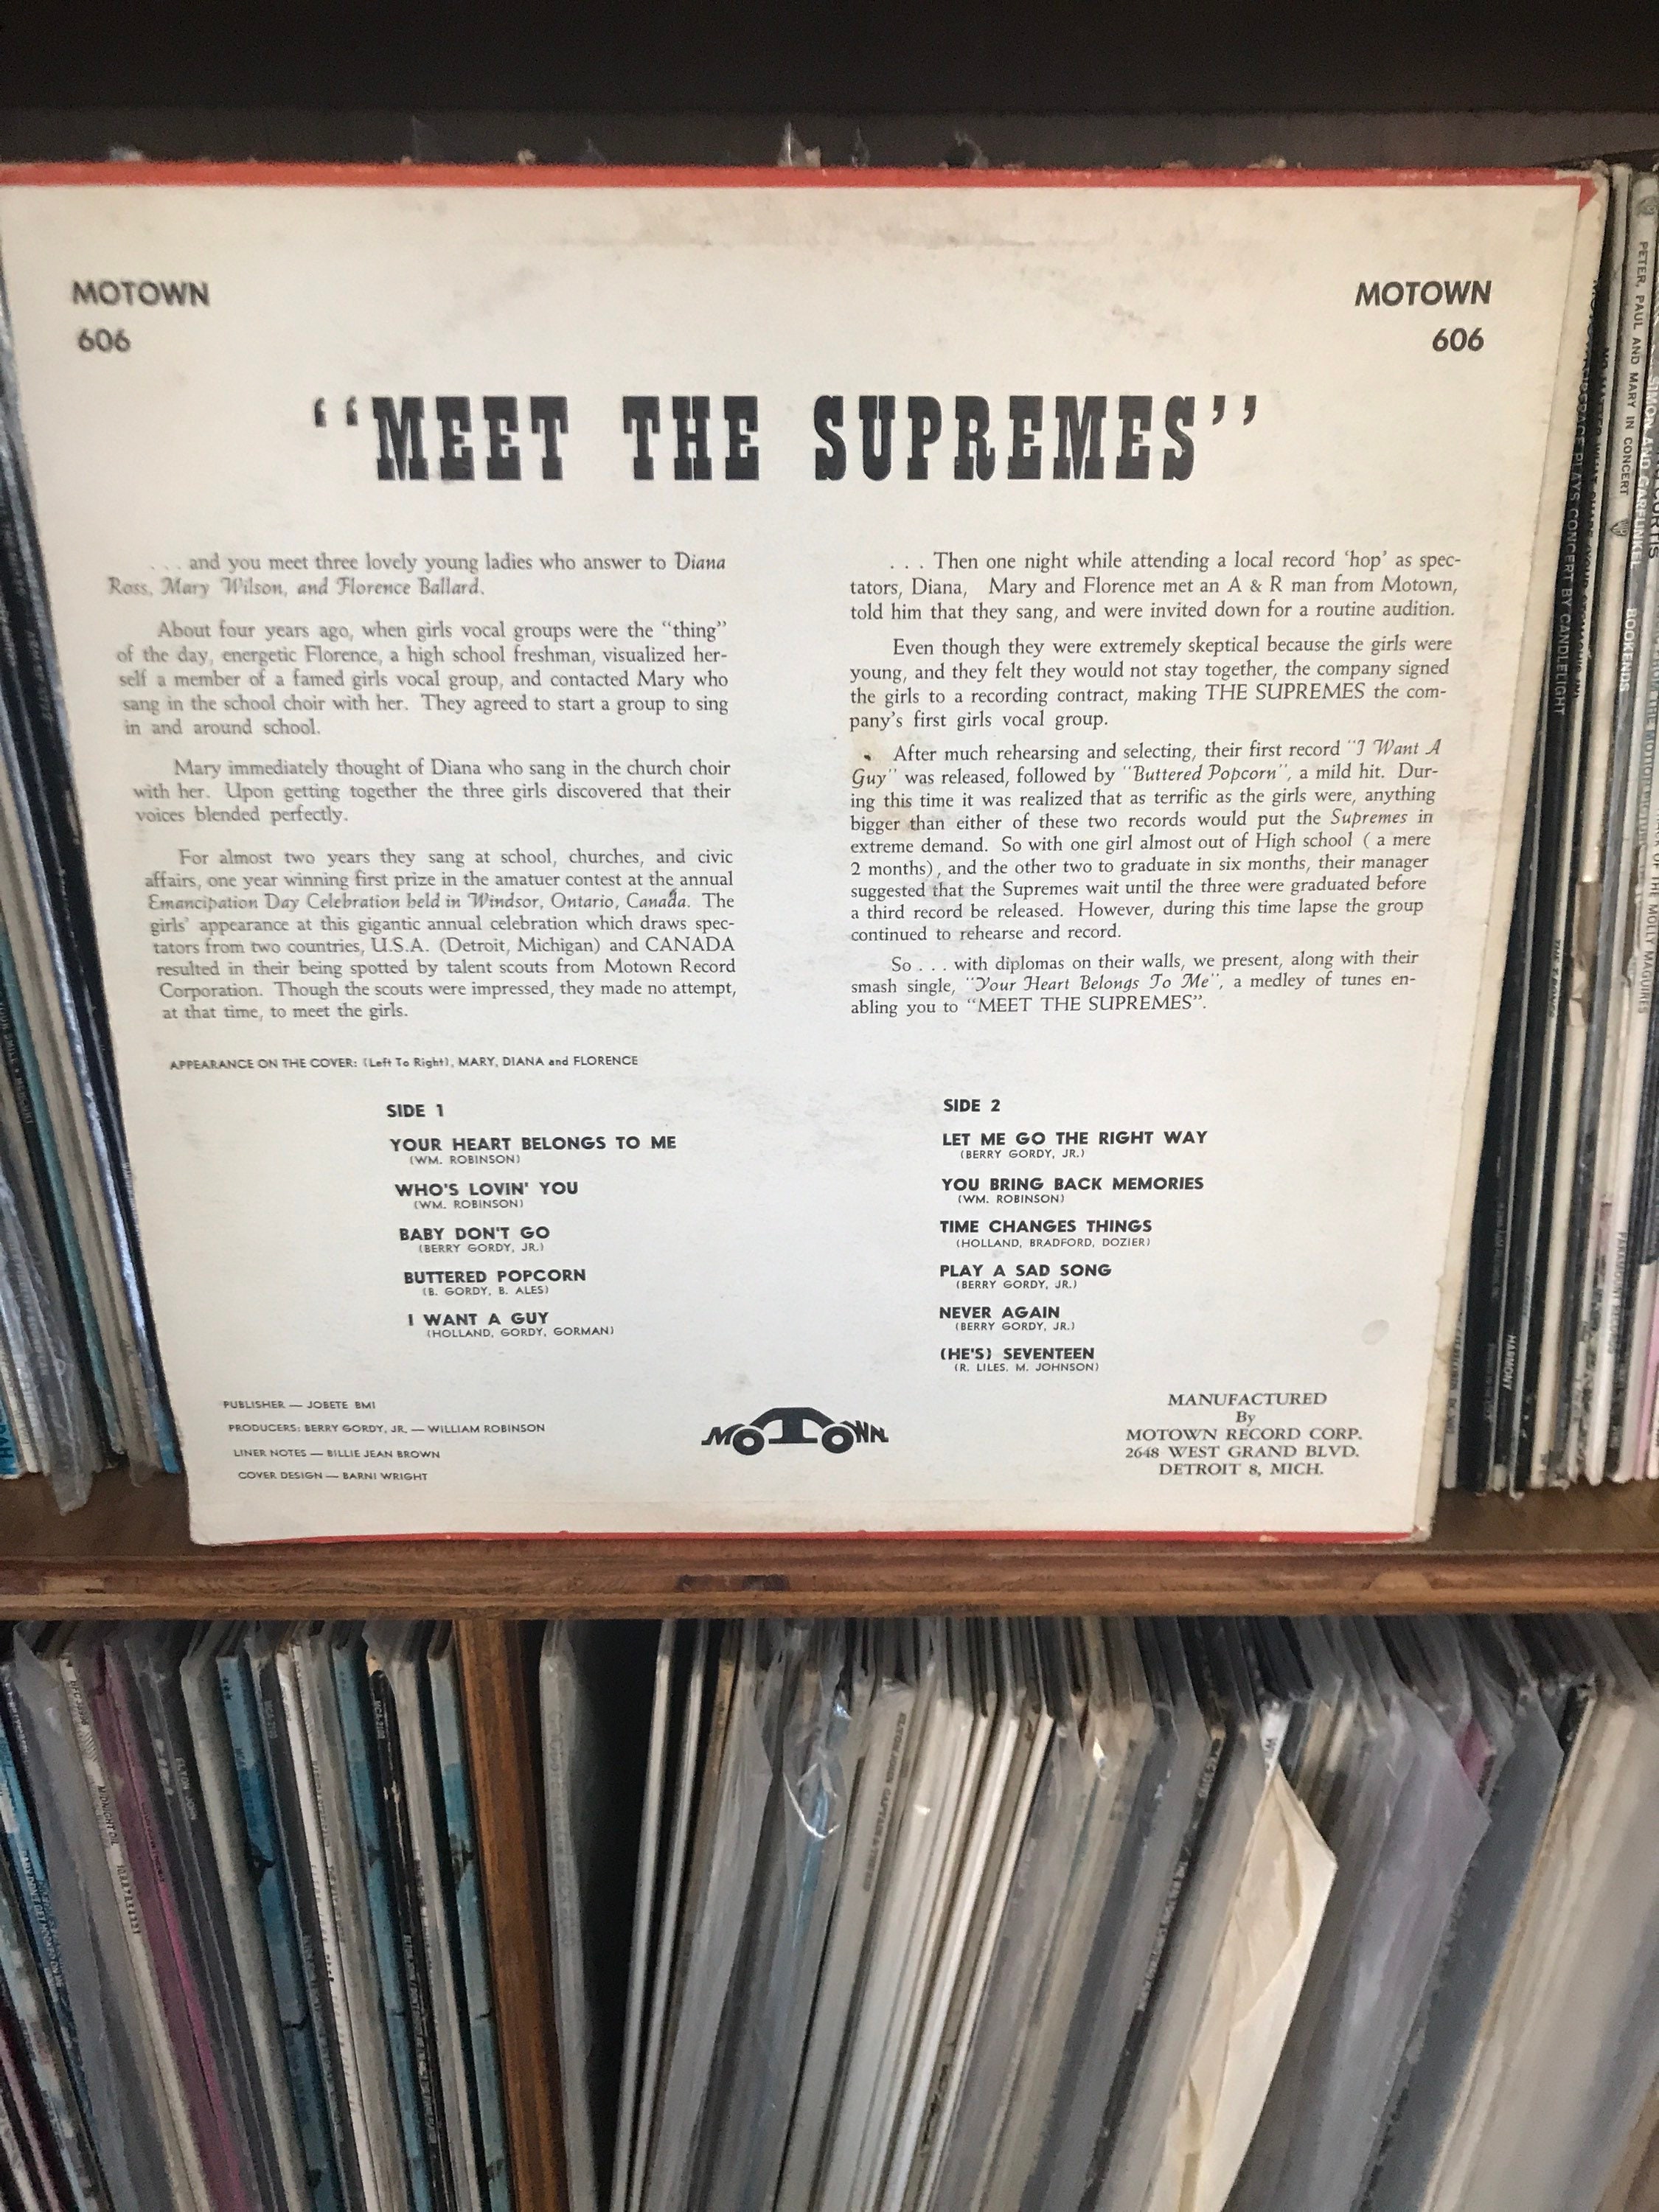 MOTOWN
606
MOTOWN
606
“MEET THE SUPREMES”
. . . and you meet three lovely young ladies who answer to Diana
Ross, Mary Wilson, and Florence Ballard.
About four years ago, when girls vocal groups were the “thing”
of the day, energetic Florence, a high school freshman, visualized her-
self a member of a famed girls vocal group, and contacted Mary who
sang in the school choir with her. They agreed to start a group to sing
in and around school.
Mary immediately thought of Diana who sang in the church choir
with her. Upon getting together the three girls discovered that their
voices blended perfectly.
For almost two years they sang at school, churches, and civic
affairs, one year winning first prize in the amatuer contest at the annual
Emancipation Day Celebration held in Windsor, Ontario, Canada. The
girls’ appearance at this gigantic annual celebration which draws spec-
tators from two countries, U.S.A. (Detroit, Michigan) and CANADA
resulted in their being spotted by talent scouts from Motown Record
Corporation. Though the scouts were impressed, they made no attempt,
at that time, to meet the girls.
. . . Then one night while attending a local record ‘hop’ as spec-
tators, Diana, Mary and Florence met an A & R man from Motown,
told him that they sang, and were invited down for a routine audition.
Even though they were extremely skeptical because the girls were
young, and they felt they would not stay together, the company signed
the girls to a recording contract, making THE SUPREMES the com-
pany’s first girls vocal group.
After much rehearsing and selecting, their first record "I Want A
Guy" was released, followed by "Buttered Popcorn", a mild hit. Dur-
ing this time it was realized that as terrific as the girls were, anything
bigger than either of these two records would put the Supremes in
extreme demand. So with one girl almost out of High school ( a mere
2 months), and the other two to graduate in six months, their manager
suggested that the Supremes wait until the three were graduated before
a third record be released. However, during this time lapse the group
continued to rehearse and record.
So . . . with diplomas on their walls, we present, along with their
smash single, "Your Heart Belongs To Me", a medley of tunes en-
abling you to “MEET THE SUPREMES”.
APPEARANCE ON THE COVER: (Left To Right), MARY, DIANA and FLORENCE
SIDE 1
YOUR HEART BELONGS TO ME
(WM. ROBINSON)
WHO'S LOVIN' YOU
(WM. ROBINSON)
BABY DON'T GO
(BERRY GORDY, JR.)
BUTTERED POPCORN
(B. GORDY, B. ALES)
I WANT A GUY
(HOLLAND, GORDY, GORMAN)
SIDE 2
LET ME GO THE RIGHT WAY
(BERRY GORDY, JR.)
YOU BRING BACK MEMORIES
(WM. ROBINSON)
TIME CHANGES THINGS
(HOLLAND, BRADFORD, DOZIER)
PLAY A SAD SONG
(BERRY GORDY, JR.)
NEVER AGAIN
(BERRY GORDY, JR.)
(HE'S) SEVENTEEN
(R. LILES, M. JOHNSON)
PUBLISHER — JOBETE BMI
PRODUCERS: BERRY GORDY, JR. — WILLIAM ROBINSON
LINER NOTES — BILLIE JEAN BROWN
COVER DESIGN — BARNI WRIGHT
MOTOWN
MANUFACTURED
By
MOTOWN RECORD CORP.
2648 WEST GRAND BLVD.
DETROIT 8, MICH.
PLAYS CONCERT BY CANDLELIGHT
PETER, PAUL AND MARY IN CONCERT
SIMON AND GARFUNKEL
BOOKENDS
THE MOLLY MAGUIRES
HARMONY
ELTON JOHN
MIDNIGHT OIL